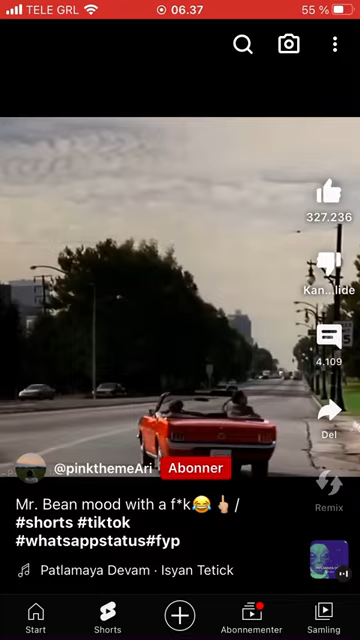 TELE GRL
06.37
55 %
327.236
Kan...lide
4.109
Del
@pinkthemeAri Abonner
Remix
Mr. Bean mood with a f*k😂🖕🏻/
#shorts #tiktok
#whatsappstatus#fyp
Patlamaya Devam · Isyan Tetick
Start
Shorts
Abonnementer
Samling